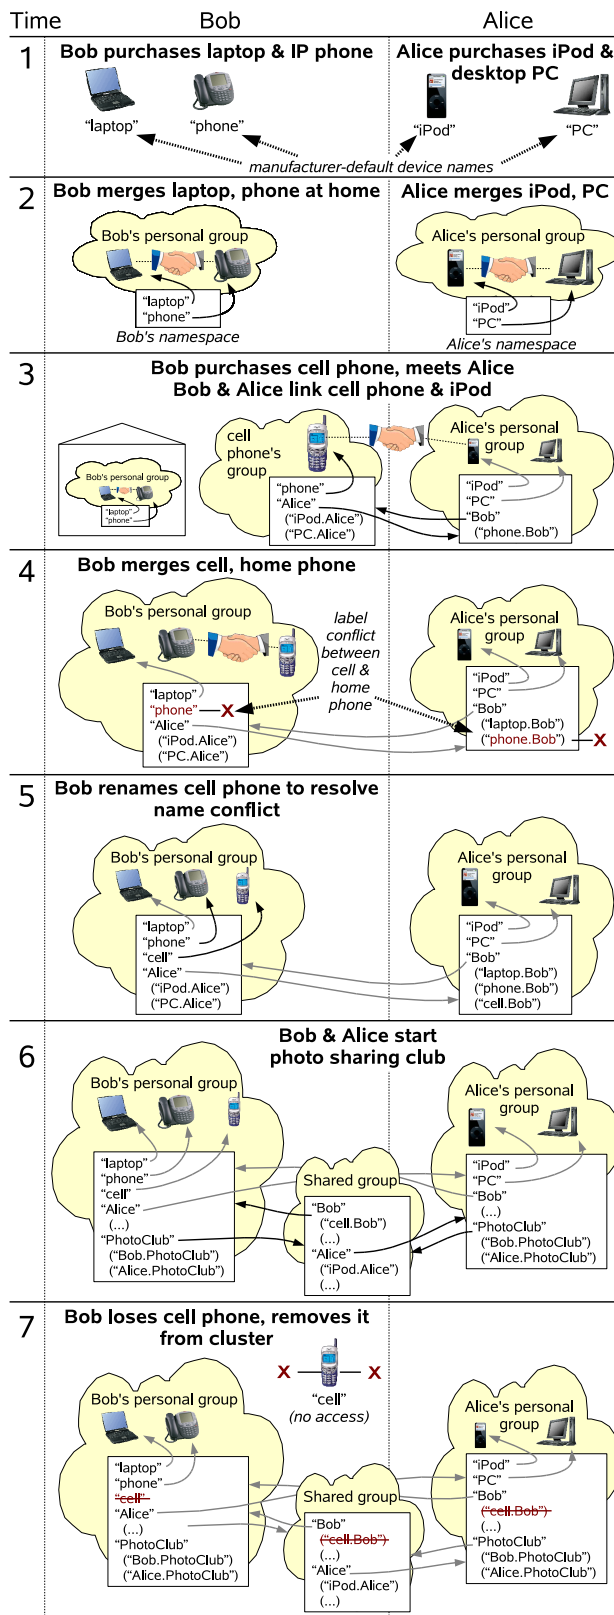 Time
Bob
Alice
1
Bob purchases laptop & IP phone
Alice purchases iPod &
desktop PC
“laptop”
“phone”
“iPod”
“PC”
manufacturer-default device names
2
Bob merges laptop, phone at home
Alice merges iPod, PC
Bob's personal group
“laptop”
“phone”
Bob's namespace
Alice's personal group
“iPod”
“PC”
Alice's namespace
3
Bob purchases cell phone, meets Alice
Bob & Alice link cell phone & iPod
Bob's personal group
“laptop”
“phone”
cell
phone's
group
“phone”
“Alice”
(“iPod.Alice”)
(“PC.Alice”)
Alice's personal
group
“iPod”
“PC”
“Bob”
(“phone.Bob”)
4
Bob merges cell, home phone
Bob's personal group
“laptop”
“phone”
X
“Alice”
(“iPod.Alice”)
(“PC.Alice”)
label
conflict
between
cell &
home
phone
Alice's personal
group
“iPod”
“PC”
“Bob”
(“laptop.Bob”)
(“phone.Bob”)
X
5
Bob renames cell phone to resolve
name conflict
Bob's personal group
“laptop”
“phone”
“cell”
“Alice”
(“iPod.Alice”)
(“PC.Alice”)
Alice's personal
group
“iPod”
“PC”
“Bob”
(“laptop.Bob”)
(“phone.Bob”)
(“cell.Bob”)
6
Bob & Alice start
photo sharing club
Bob's personal group
“laptop”
“phone”
“cell”
“Alice”
(...)
“PhotoClub”
(“Bob.PhotoClub”)
(“Alice.PhotoClub”)
Shared group
“Bob”
(“cell.Bob”)
(...)
“Alice”
(“iPod.Alice”)
(...)
Alice's personal
group
“iPod”
“PC”
“Bob”
(...)
“PhotoClub”
(“Bob.PhotoClub”)
(“Alice.PhotoClub”)
7
Bob loses cell phone, removes it
from cluster
X
X
“cell”
(no access)
Bob's personal group
“laptop”
“phone”
“cell”
“Alice”
(...)
“PhotoClub”
(“Bob.PhotoClub”)
(“Alice.PhotoClub”)
Shared group
“Bob”
(“cell.Bob”)
(...)
“Alice”
(“iPod.Alice”)
(...)
Alice's personal
group
“iPod”
“PC”
“Bob”
(“cell.Bob”)
(...)
“PhotoClub”
(“Bob.PhotoClub”)
(“Alice.PhotoClub”)